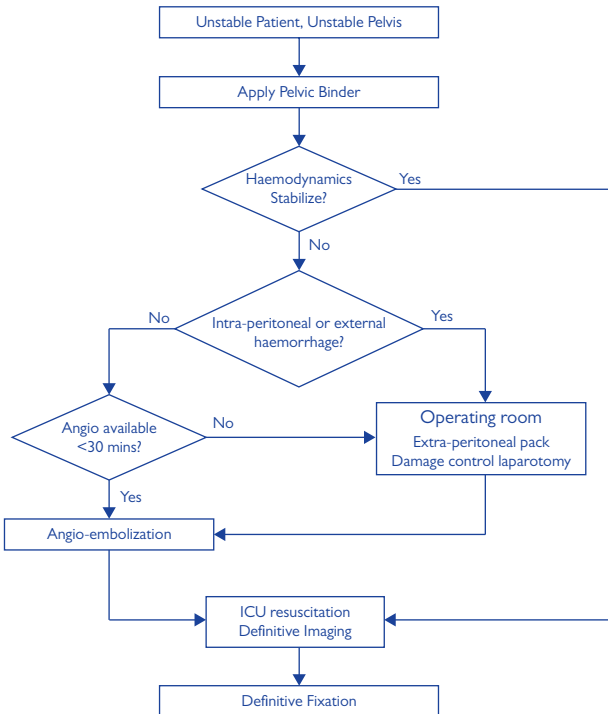 Unstable Patient, Unstable Pelvis
Apply Pelvic Binder
Haemodynamics
Stabilize?
Yes
No
Intra-peritoneal or external
haemorrhage?
No
Yes
Angio available
<30 mins?
No
Yes
Operating room
Extra-peritoneal pack
Damage control laparotomy
Angio-embolization
ICU resuscitation
Definitive Imaging
Definitive Fixation